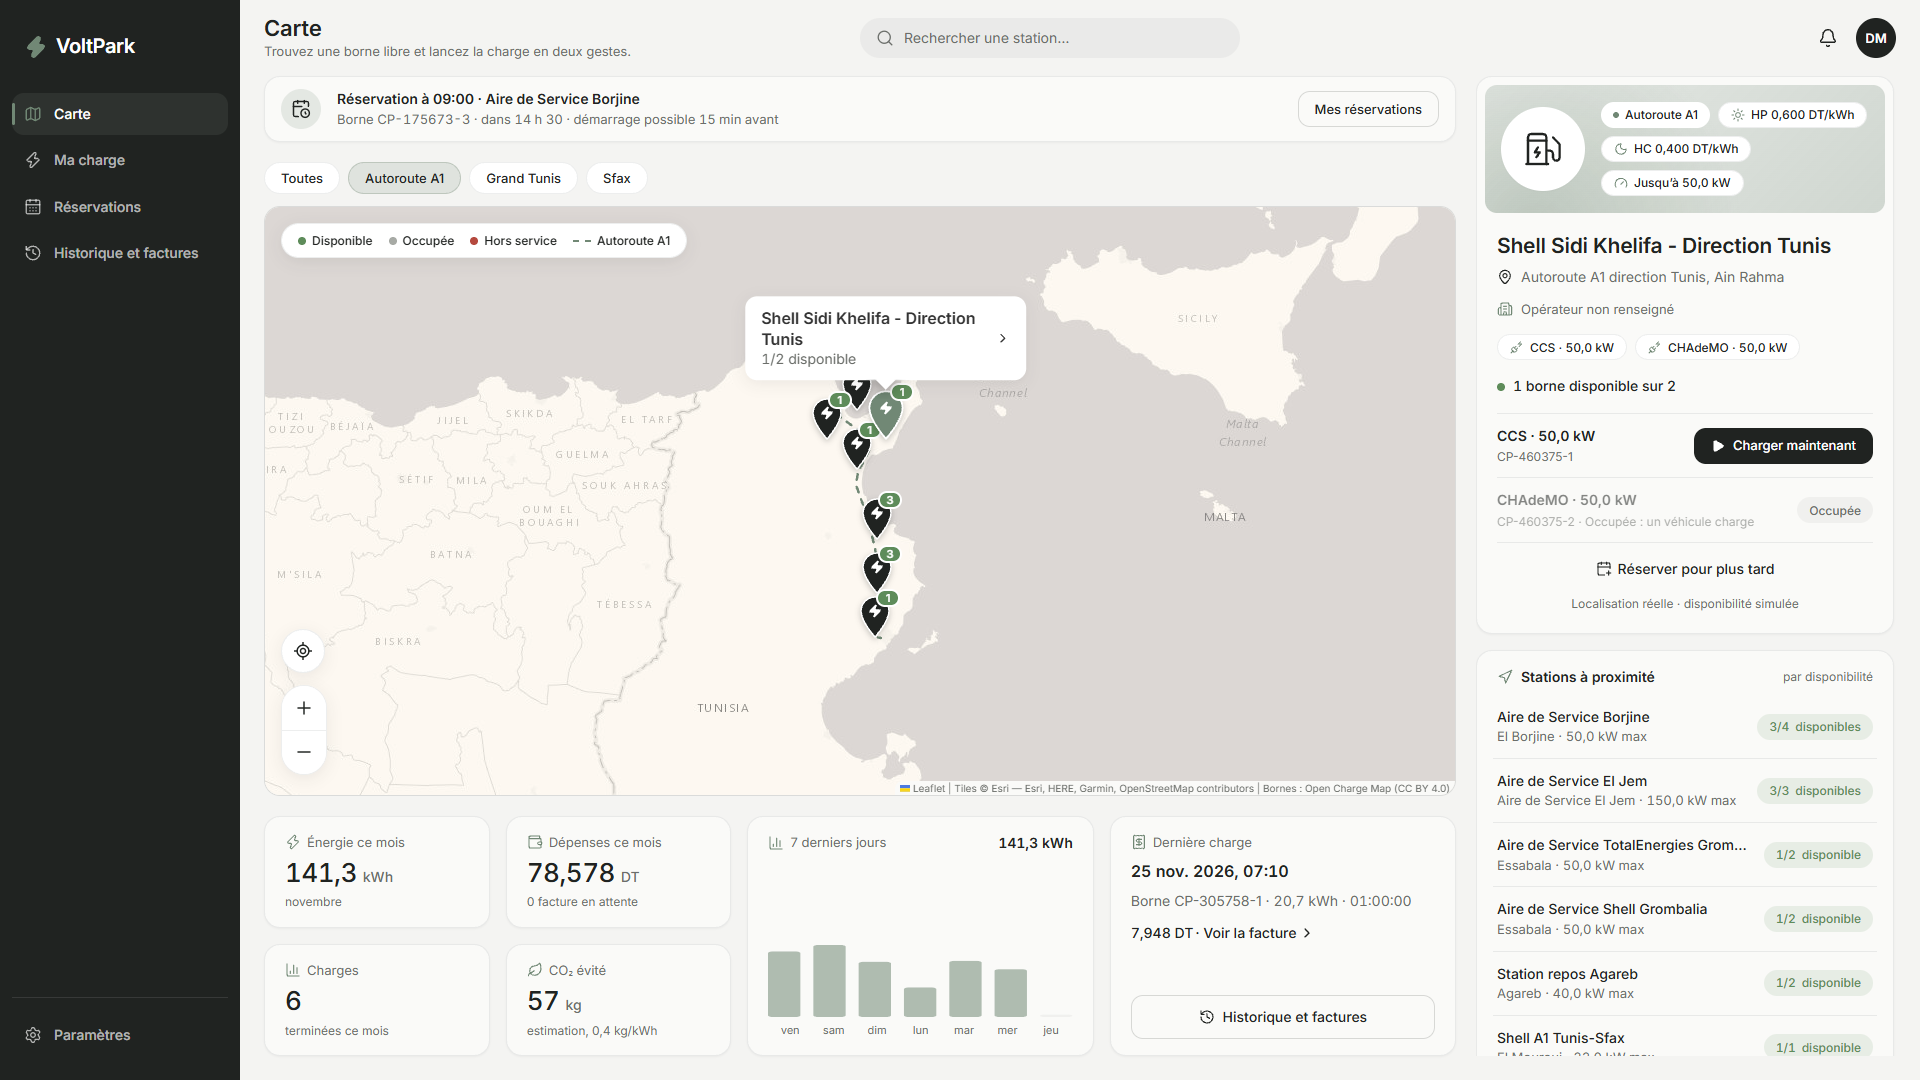 VoltPark
Carte
Ma charge
Réservations
Historique et factures
Paramètres
Carte
Trouvez une borne libre et lancez la charge en deux gestes.
Rechercher une station...
DM
Réservation à 09:00 · Aire de Service Borjine
Borne CP-175673-3 · dans 14 h 30 · démarrage possible 15 min avant
Mes réservations
Toutes
Autoroute A1
Grand Tunis
Sfax
Disponible
Occupée
Hors service
Autoroute A1
Shell Sidi Khelifa - Direction
Tunis
1/2 disponible
SICILY
Channel
Malta
Channel
MALTA
TIZI
OUZOU
BÉJAÏA
JIJEL
SKIKDA
EL TARF
GUELMA
IRA
SÉTIF
MILA
SOUK AHRAS
OUM EL
BOUAGHI
BATNA
M'SILA
TÉBESSA
BISKRA
TUNISIA
1
1
1
3
3
1
Leaflet | Tiles © Esri — Esri, HERE, Garmin, OpenStreetMap contributors | Bornes : Open Charge Map (CC BY 4.0)
Énergie ce mois
141,3 kWh
novembre
Dépenses ce mois
78,578 DT
0 facture en attente
Charges
6
terminées ce mois
CO₂ évité
57 kg
estimation, 0,4 kg/kWh
7 derniers jours
141,3 kWh
ven sam dim lun mar mer jeu
Dernière charge
25 nov. 2026, 07:10
Borne CP-305758-1 · 20,7 kWh · 01:00:00
7,948 DT · Voir la facture
Historique et factures
Autoroute A1
HP 0,600 DT/kWh
HC 0,400 DT/kWh
Jusqu'à 50,0 kW
Shell Sidi Khelifa - Direction Tunis
Autoroute A1 direction Tunis, Ain Rahma
Opérateur non renseigné
CCS · 50,0 kW
CHAdeMO · 50,0 kW
1 borne disponible sur 2
CCS · 50,0 kW
CP-460375-1
Charger maintenant
CHAdeMO · 50,0 kW
CP-460375-2 · Occupée : un véhicule charge
Occupée
Réserver pour plus tard
Localisation réelle · disponibilité simulée
Stations à proximité
par disponibilité
Aire de Service Borjine
El Borjine · 50,0 kW max
3/4 disponibles
Aire de Service El Jem
Aire de Service El Jem · 150,0 kW max
3/3 disponibles
Aire de Service TotalEnergies Grom...
Essabala · 50,0 kW max
1/2 disponible
Aire de Service Shell Grombalia
Essabala · 50,0 kW max
1/2 disponible
Station repos Agareb
Agareb · 40,0 kW max
1/2 disponible
Shell A1 Tunis-Sfax
1/1 disponible